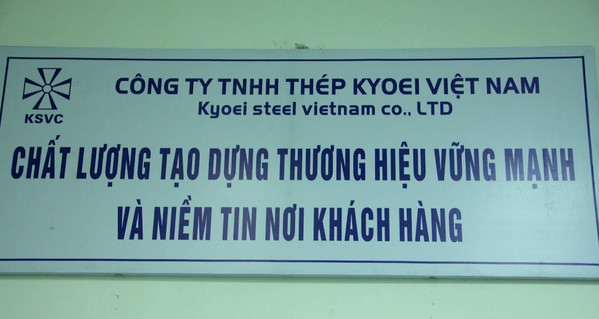 CÔNG TY TNHH THÉP KYOEI VIỆT NAM
Kyoei steel vietnam co., LTD
KSVC
CHẤT LƯỢNG TẠO DỰNG THƯƠNG HIỆU VỮNG MẠNH
VÀ NIỀM TIN NƠI KHÁCH HÀNG